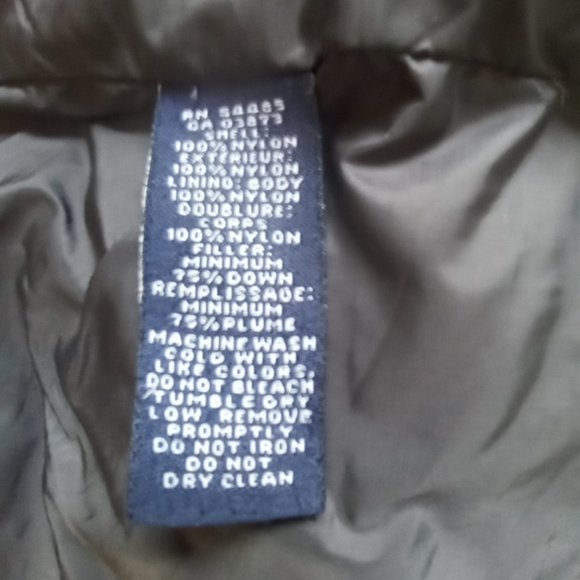 RN 54485
CA 03873
SHELL:
100% NYLON
EXTERIEUR:
100% NYLON
LINING: BODY
100% NYLON
DOUBLURE:
CORPS
100% NYLON
FILLER:
MINIMUM
75% DOWN
REMPLISSAGE:
MINIMUM
75% PLUME
MACHINE WASH
COLD WITH
LIKE COLORS.
DO NOT BLEACH
TUMBLE DRY
LOW. REMOVE
PROMPTLY
DO NOT IRON
DO NOT
DRY CLEAN